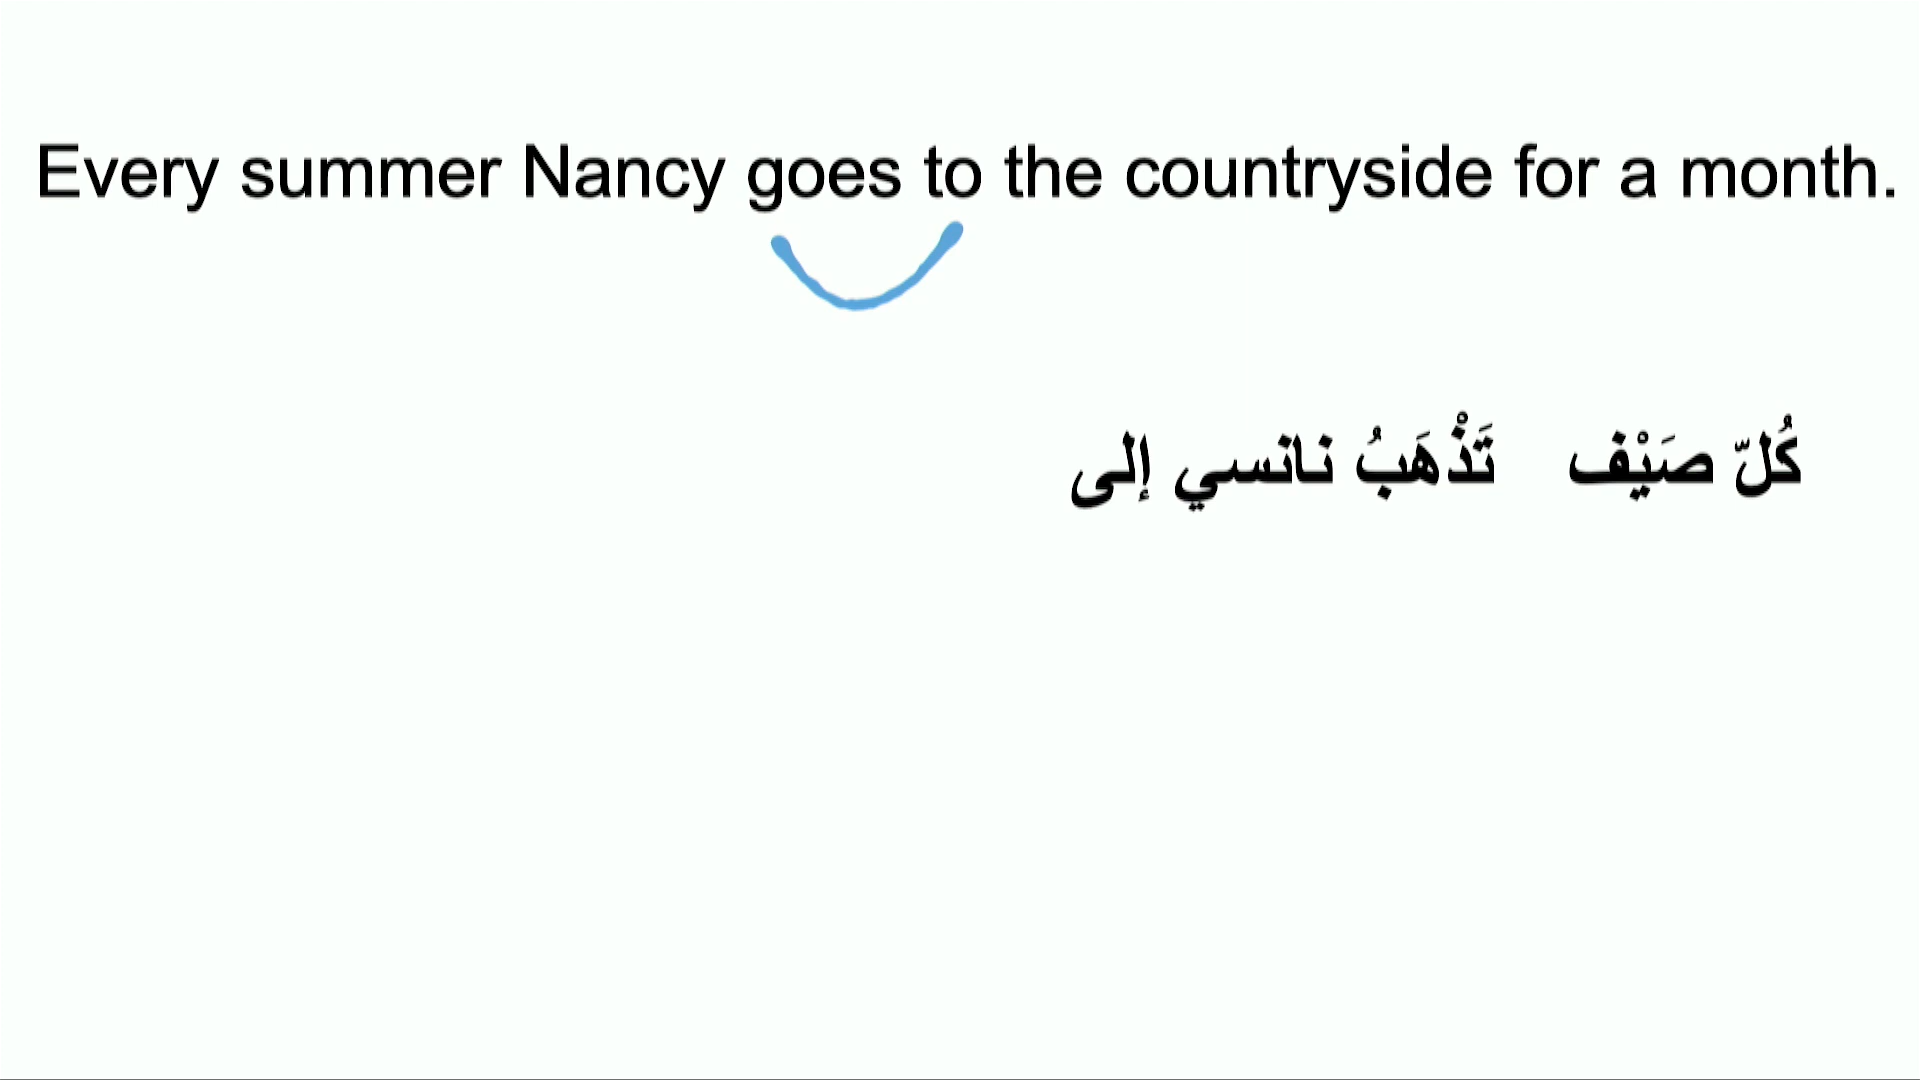 Every summer Nancy goes to the countryside for a month.
كُلّ صَيْف تَذْهَبُ نانسي إلى